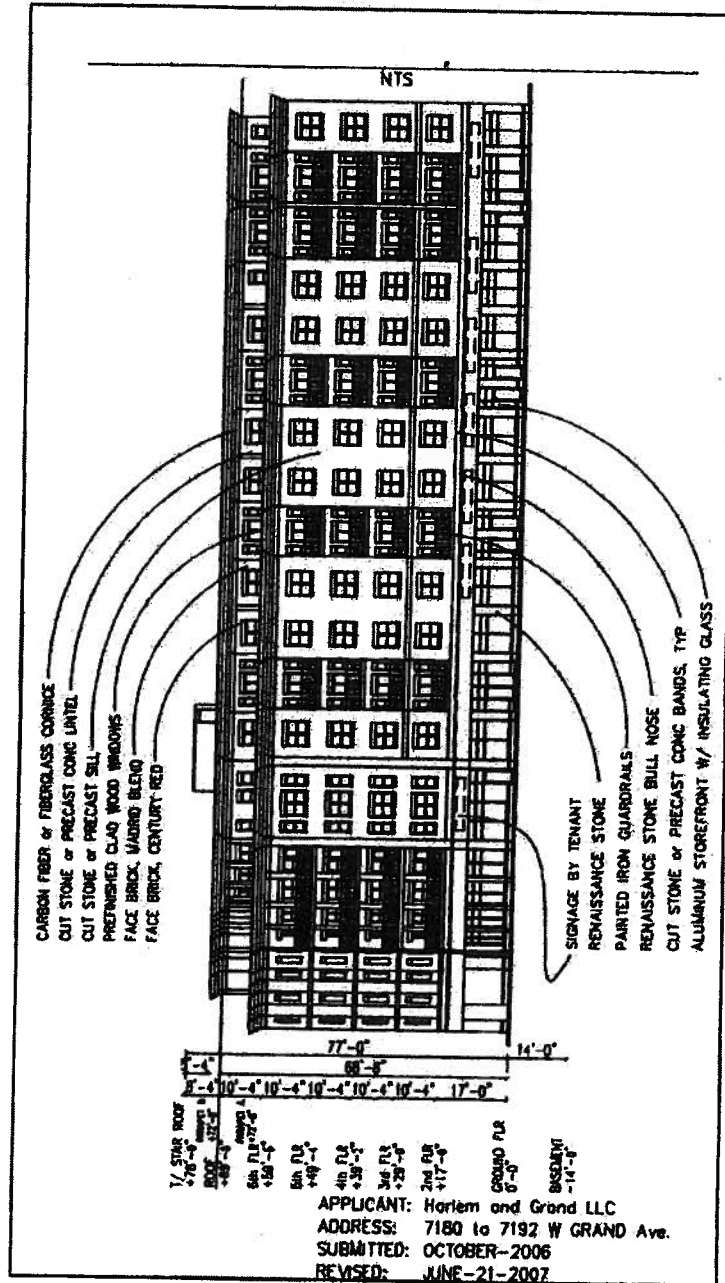 NTS
CARBON FIBER or FIBERGLASS CORNICE
CUT STONE or PRECAST CONC LINTEL
CUT STONE or PRECAST SILL
PREFINISHED CLAD WOOD WINDOWS
FACE BRICK, MADRID BLEND
FACE BRICK, CENTURY RED
SIGNAGE BY TENANT
RENAISSANCE STONE
PAINTED IRON GUARDRAILS
RENAISSANCE STONE BULL NOSE
CUT STONE or PRECAST CONC BANDS, TYP
ALUMINUM STOREFRONT W/ INSULATING GLASS
77'-0"
14'-0"
10'-4" 10'-4" 10'-4" 10'-4" 10'-4" 17'-0"
T/ STAIR ROOF
ROOF
6th FLR
5th FLR
+49'-4"
4th FLR
3rd FLR
2nd FLR
GROUND FLR
0'-0"
BASEMENT
-14'-0"
APPLICANT: Harlem and Grand LLC
ADDRESS: 7180 to 7192 W GRAND Ave.
SUBMITTED: OCTOBER-2006
REVISED: JUNE-21-2007